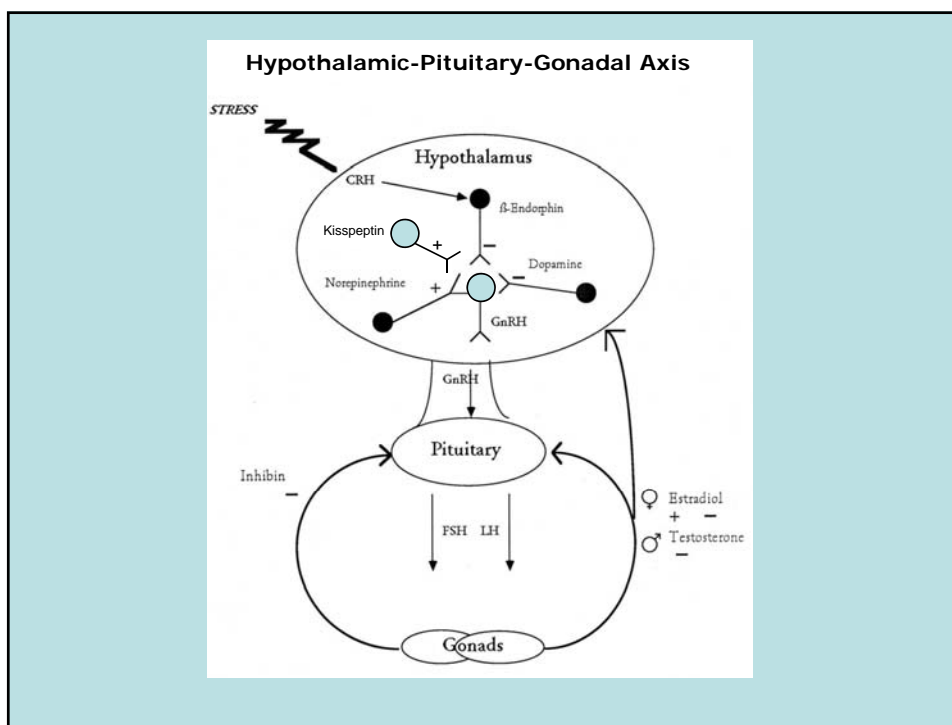 Hypothalamic-Pituitary-Gonadal Axis
STRESS
Hypothalamus
CRH
ß-Endorphin
Kisspeptin
+
−
Dopamine
−
Norepinephrine
+
GnRH
GnRH
Pituitary
Inhibin
−
FSH LH
♀ Estradiol
+ −
♂ Testosterone
−
Gonads